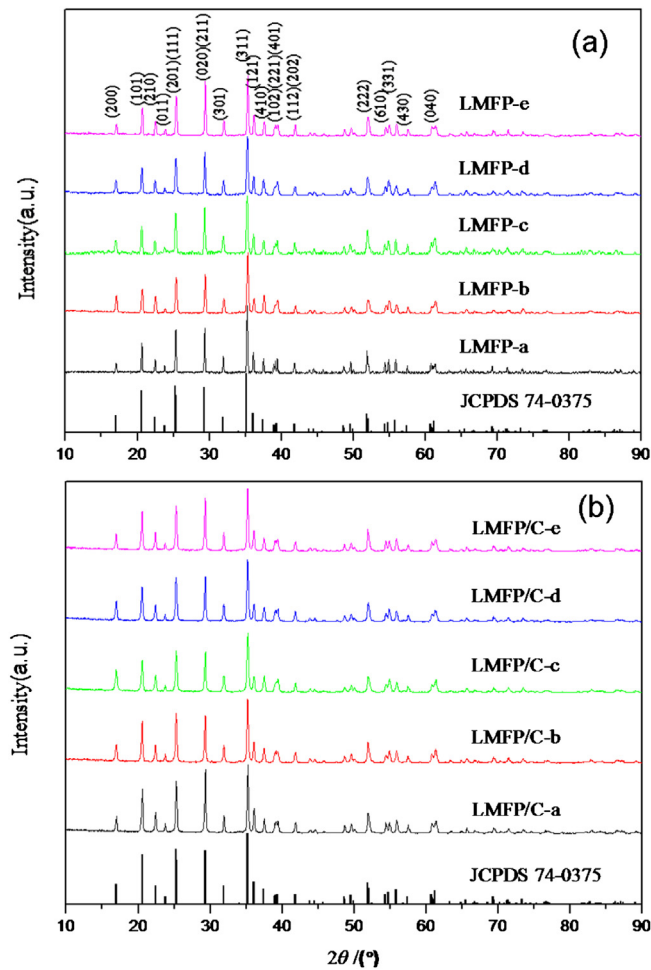 (a)
(200)
(101)
(210)
(011)
(201)(111)
(020)(211)
(301)
(311)
(121)
(410)
(102)(221)(401)
(112)(202)
(222)
(610)
(331)
(430)
(040)
LMFP-e
LMFP-d
LMFP-c
LMFP-b
LMFP-a
JCPDS 74-0375
Intensity(a.u.)
10 20 30 40 50 60 70 80 90
(b)
LMFP/C-e
LMFP/C-d
LMFP/C-c
LMFP/C-b
LMFP/C-a
JCPDS 74-0375
Intensity(a.u.)
10 20 30 40 50 60 70 80 90
2θ /(°)